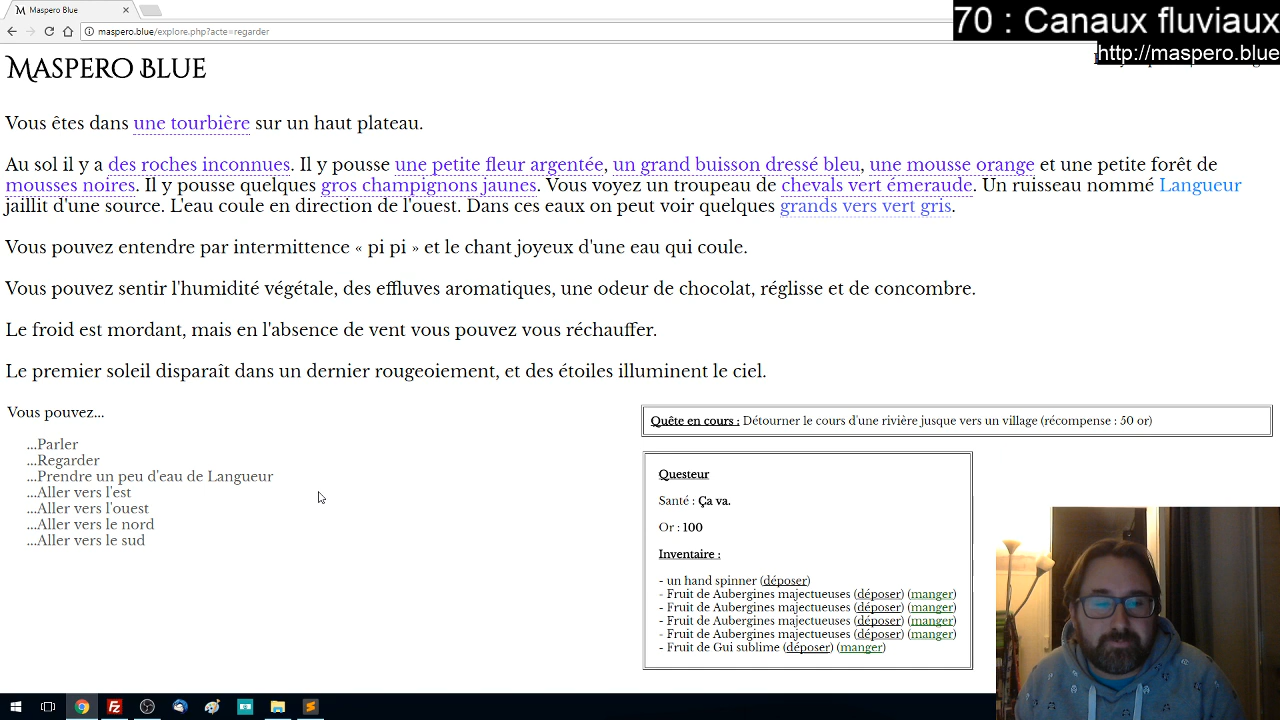 Maspero Blue
70 : Canaux fluviaux
maspero.blue/explore.php?acte=regarder
http://maspero.blue
Maspero Blue
Vous êtes dans une tourbière sur un haut plateau.
Au sol il y a des roches inconnues. Il y pousse une petite fleur argentée, un grand buisson dressé bleu, une mousse orange et une petite forêt de
mousses noires. Il y pousse quelques gros champignons jaunes. Vous voyez un troupeau de chevals vert émeraude. Un ruisseau nommé Langueur
jaillit d'une source. L'eau coule en direction de l'ouest. Dans ces eaux on peut voir quelques grands vers vert gris.
Vous pouvez entendre par intermittence « pi pi » et le chant joyeux d'une eau qui coule.
Vous pouvez sentir l'humidité végétale, des effluves aromatiques, une odeur de chocolat, réglisse et de concombre.
Le froid est mordant, mais en l'absence de vent vous pouvez vous réchauffer.
Le premier soleil disparaît dans un dernier rougeoiement, et des étoiles illuminent le ciel.
Vous pouvez...
...Parler
...Regarder
...Prendre un peu d'eau de Langueur
...Aller vers l'est
...Aller vers l'ouest
...Aller vers le nord
...Aller vers le sud
Quête en cours : Détourner le cours d'une rivière jusque vers un village (récompense : 50 or)
Questeur
Santé : Ça va.
Or : 100
Inventaire :
- un hand spinner (déposer)
- Fruit de Aubergines majectueuses (déposer) (manger)
- Fruit de Aubergines majectueuses (déposer) (manger)
- Fruit de Aubergines majectueuses (déposer) (manger)
- Fruit de Aubergines majectueuses (déposer) (manger)
- Fruit de Gui sublime (déposer) (manger)